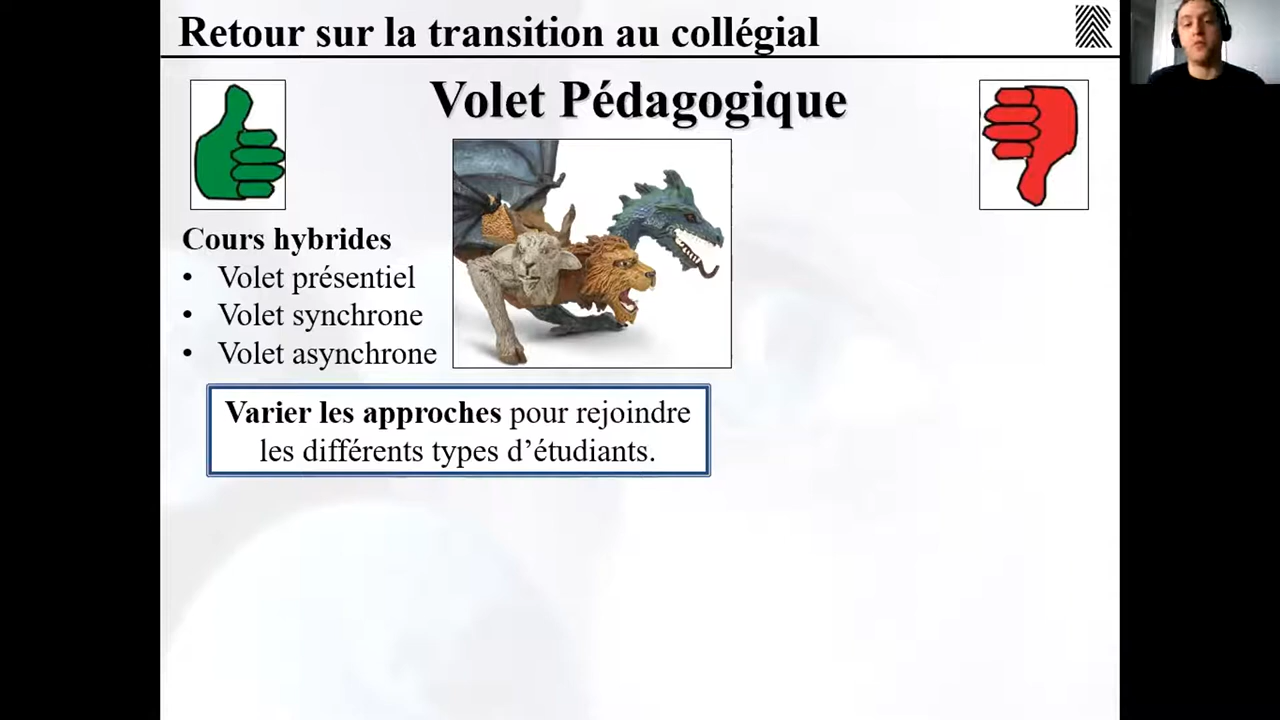 Retour sur la transition au collégial
Volet Pédagogique
Cours hybrides
• Volet présentiel
• Volet synchrone
• Volet asynchrone
Varier les approches pour rejoindre
les différents types d’étudiants.